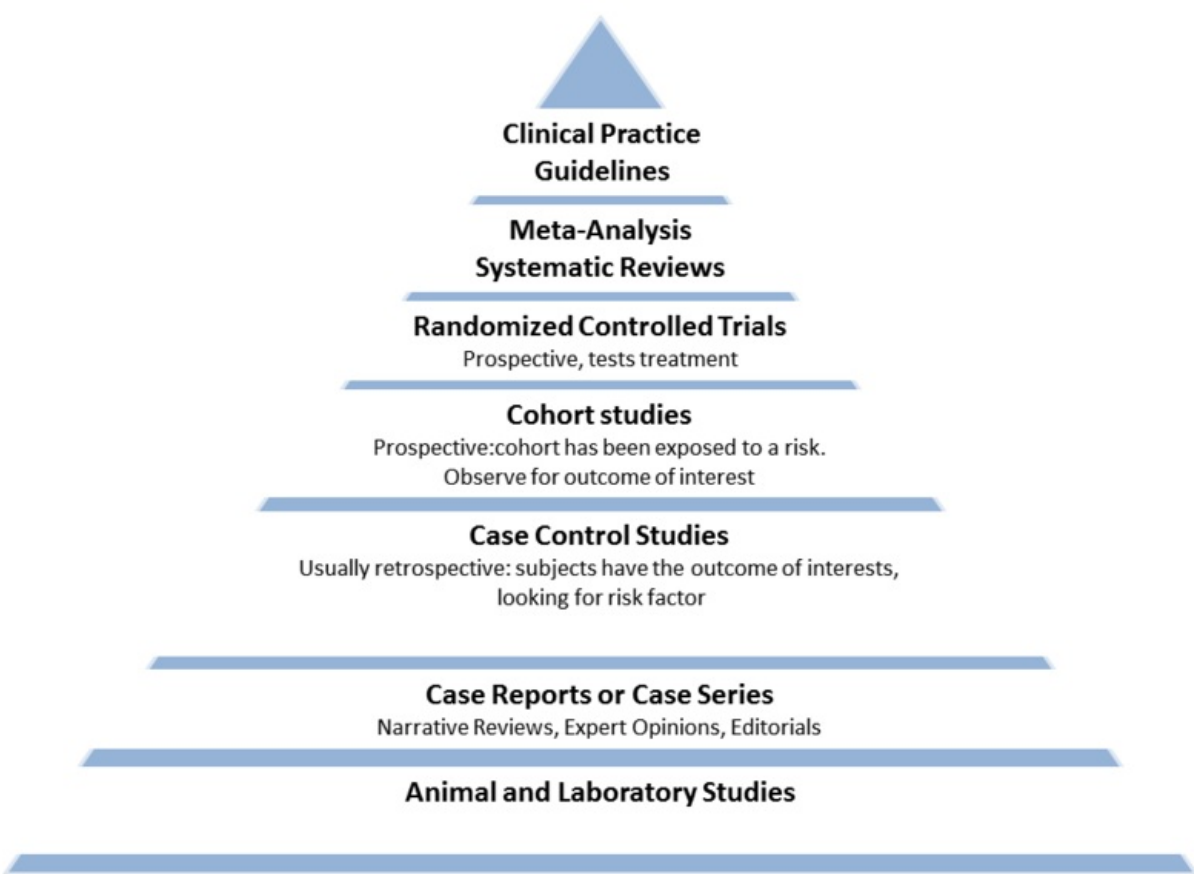 Clinical Practice
Guidelines
Meta-Analysis
Systematic Reviews
Randomized Controlled Trials
Prospective, tests treatment
Cohort studies
Prospective:cohort has been exposed to a risk.
Observe for outcome of interest
Case Control Studies
Usually retrospective: subjects have the outcome of interests,
looking for risk factor
Case Reports or Case Series
Narrative Reviews, Expert Opinions, Editorials
Animal and Laboratory Studies